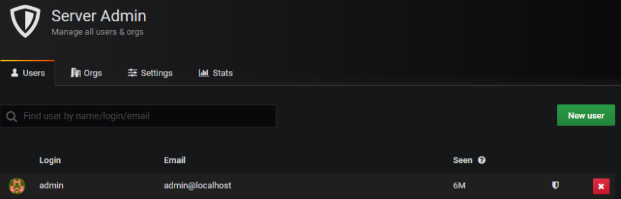 Server Admin
Manage all users & orgs
Users Orgs Settings Stats
Find user by name/login/email
New user
Login Email Seen ?
admin admin@localhost 6M